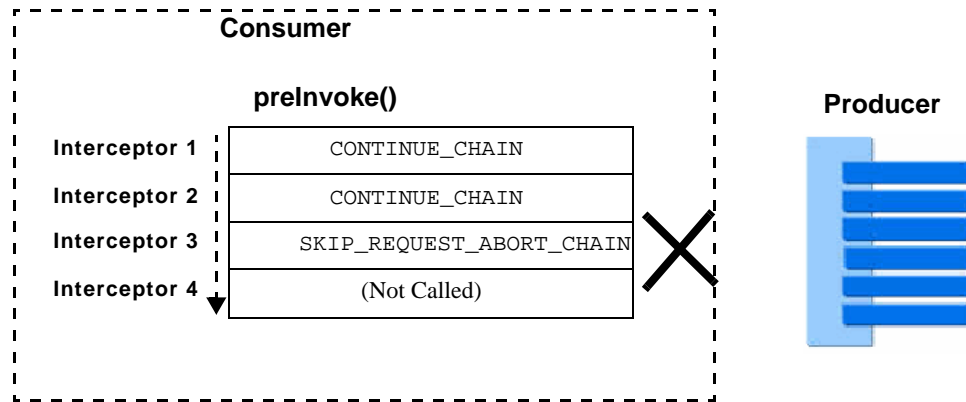 Consumer
preInvoke()
Producer
Interceptor 1 CONTINUE_CHAIN
Interceptor 2 CONTINUE_CHAIN
Interceptor 3 SKIP_REQUEST_ABORT_CHAIN
Interceptor 4 (Not Called)